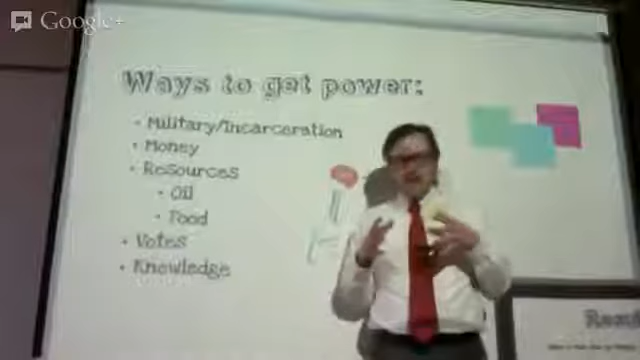 Google+
Ways to get power:
• Military/Incarceration
• Money
• Resources
• Oil
• Food
• Votes
• Knowledge